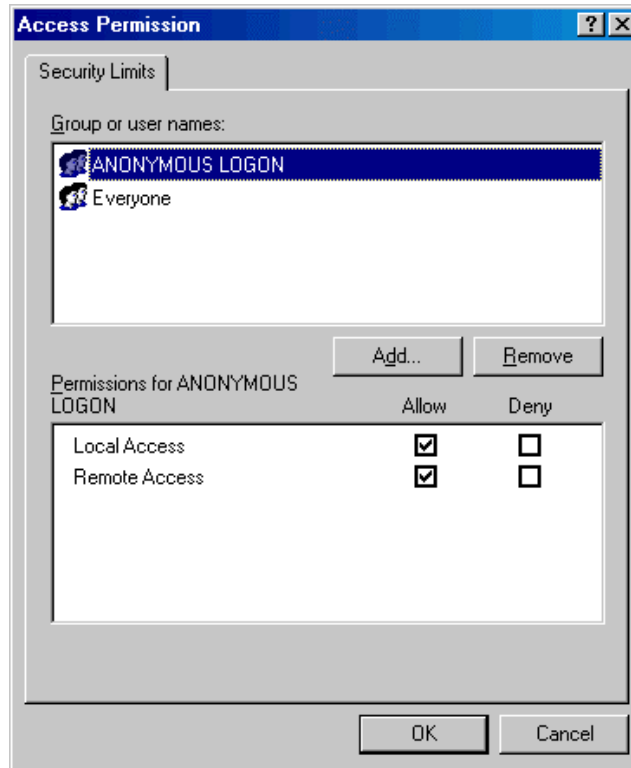 Access Permission
Security Limits
Group or user names:
ANONYMOUS LOGON
Everyone
Add...
Remove
Permissions for ANONYMOUS
LOGON
Allow
Deny
Local Access
Remote Access
OK
Cancel